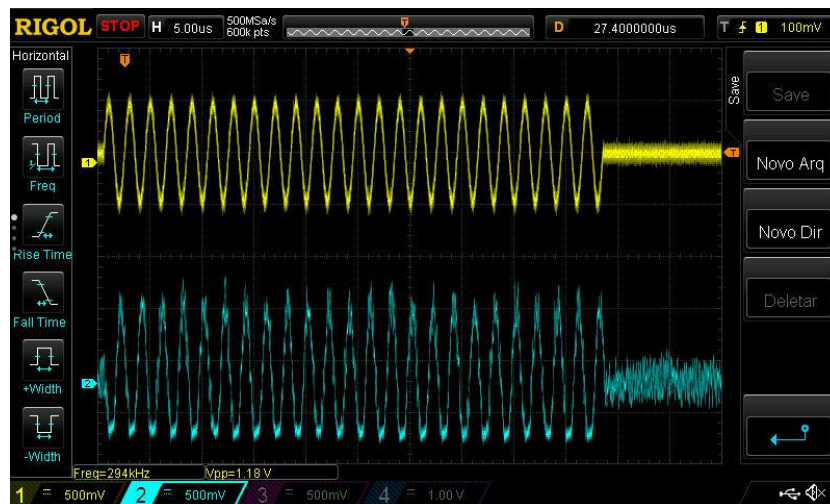 RIGOL STOP H 5.00us 500MSa/s 600k pts T D 27.4000000us T 1 100mV
Horizontal
T
Period
Freq
Rise Time
Fall Time
+Width
-Width
1
2
T
Save
Save
Novo Arq
Novo Dir
Deletar
Freq=294kHz Vpp=1.18 V
1 = 500mV 2 = 500mV 3 = 500mV 4 = 1.00 V